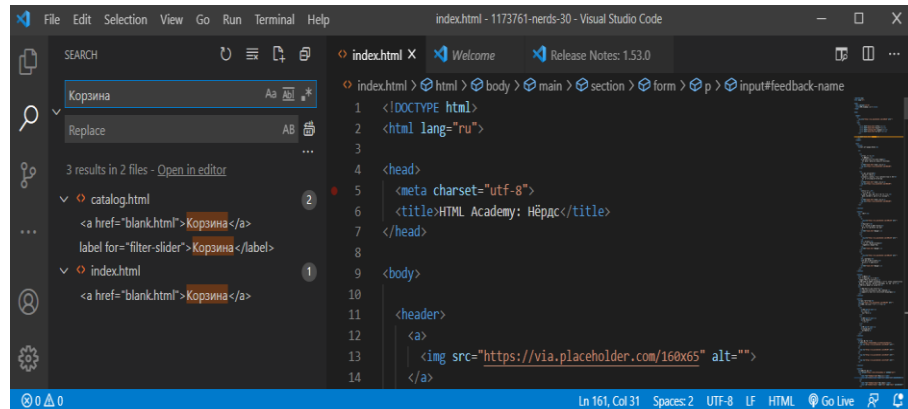 File Edit Selection View Go Run Terminal Help index.html - 1173761-nerds-30 - Visual Studio Code
SEARCH
Корзина Aa Abl .*
Replace AB
3 results in 2 files - Open in editor
catalog.html 2
<a href="blank.html">Корзина</a>
label for="filter-slider">Корзина</label>
index.html 1
<a href="blank.html">Корзина</a>
index.html X Welcome Release Notes: 1.53.0
index.html > html > body > main > section > form > p > input#feedback-name
1 <!DOCTYPE html>
2 <html lang="ru">
3
4 <head>
5 <meta charset="utf-8">
6 <title>HTML Academy: Нёрдс</title>
7 </head>
8
9 <body>
10
11 <header>
12 <a>
13 <img src="https://via.placeholder.com/160x65" alt="">
14 </a>
0 0 Ln 161, Col 31 Spaces: 2 UTF-8 LF HTML Go Live